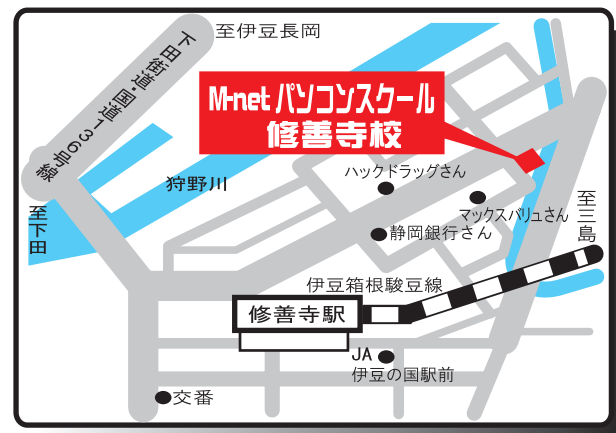 至伊豆長岡
下田街道・国道136号線
M-net パソコンスクール
修善寺校
ハックドラッグさん
狩野川
マックスバリュさん
至三島
至下田
静岡銀行さん
伊豆箱根駿豆線
修善寺駅
JA
伊豆の国駅前
交番